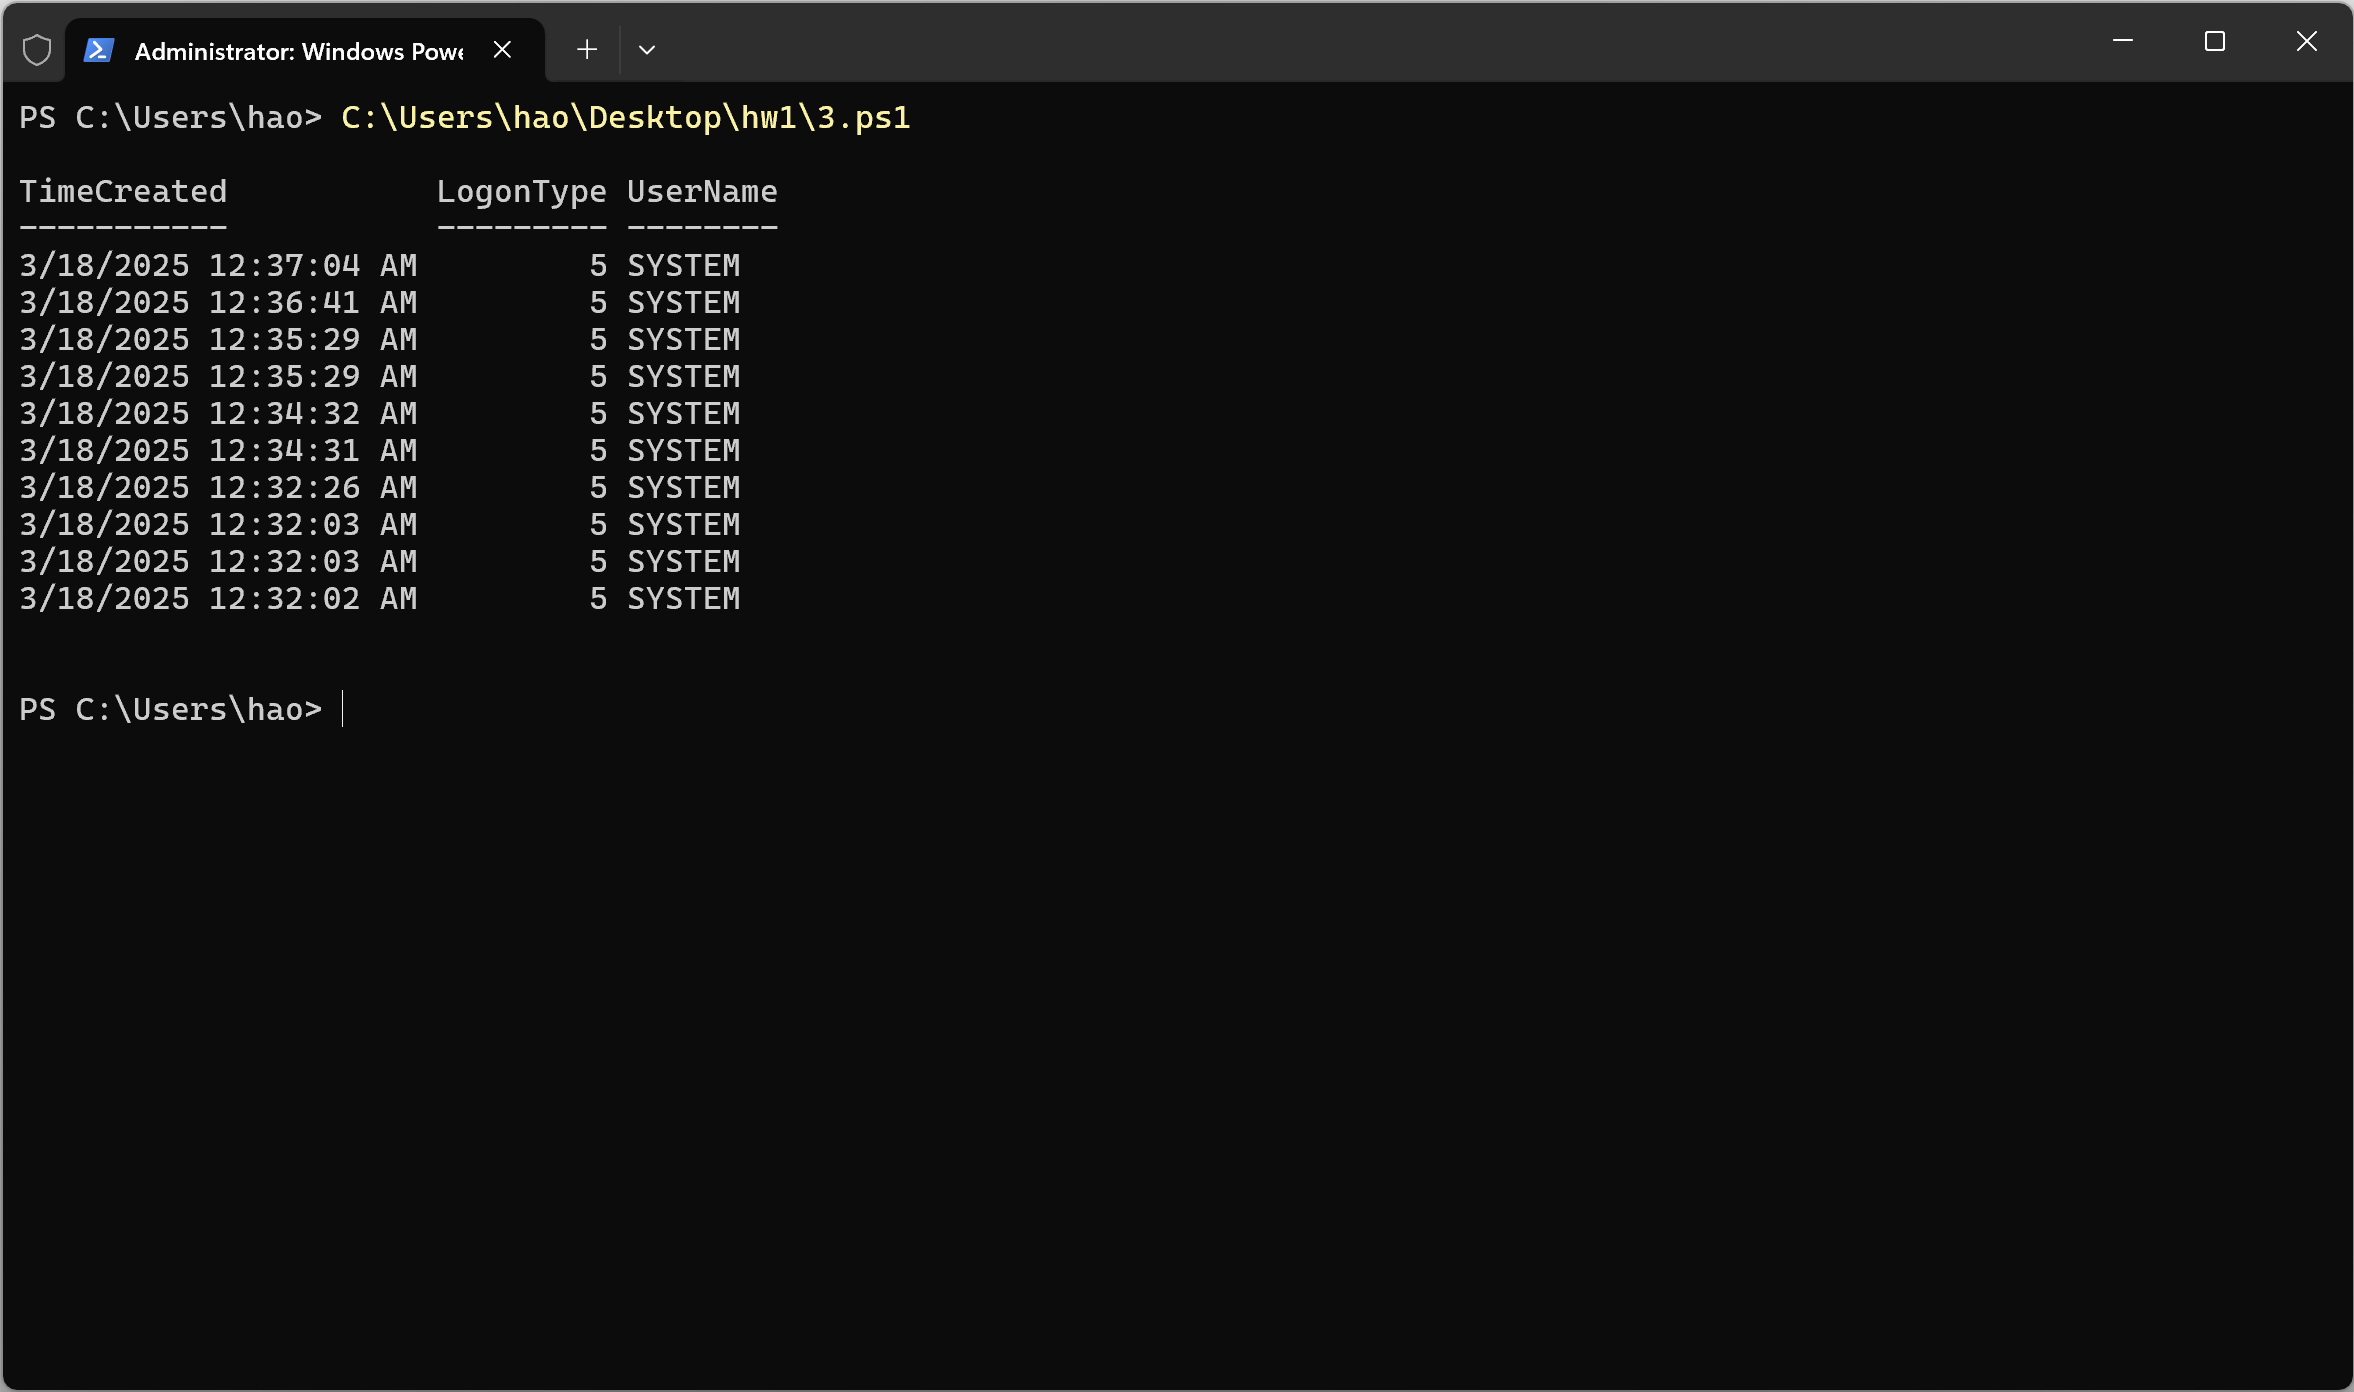 Administrator: Windows Powe
PS C:\Users\hao> C:\Users\hao\Desktop\hw1\3.ps1
TimeCreated           LogonType UserName
-----------           --------- --------
3/18/2025 12:37:04 AM         5 SYSTEM
3/18/2025 12:36:41 AM         5 SYSTEM
3/18/2025 12:35:29 AM         5 SYSTEM
3/18/2025 12:35:29 AM         5 SYSTEM
3/18/2025 12:34:32 AM         5 SYSTEM
3/18/2025 12:34:31 AM         5 SYSTEM
3/18/2025 12:32:26 AM         5 SYSTEM
3/18/2025 12:32:03 AM         5 SYSTEM
3/18/2025 12:32:03 AM         5 SYSTEM
3/18/2025 12:32:02 AM         5 SYSTEM
PS C:\Users\hao>